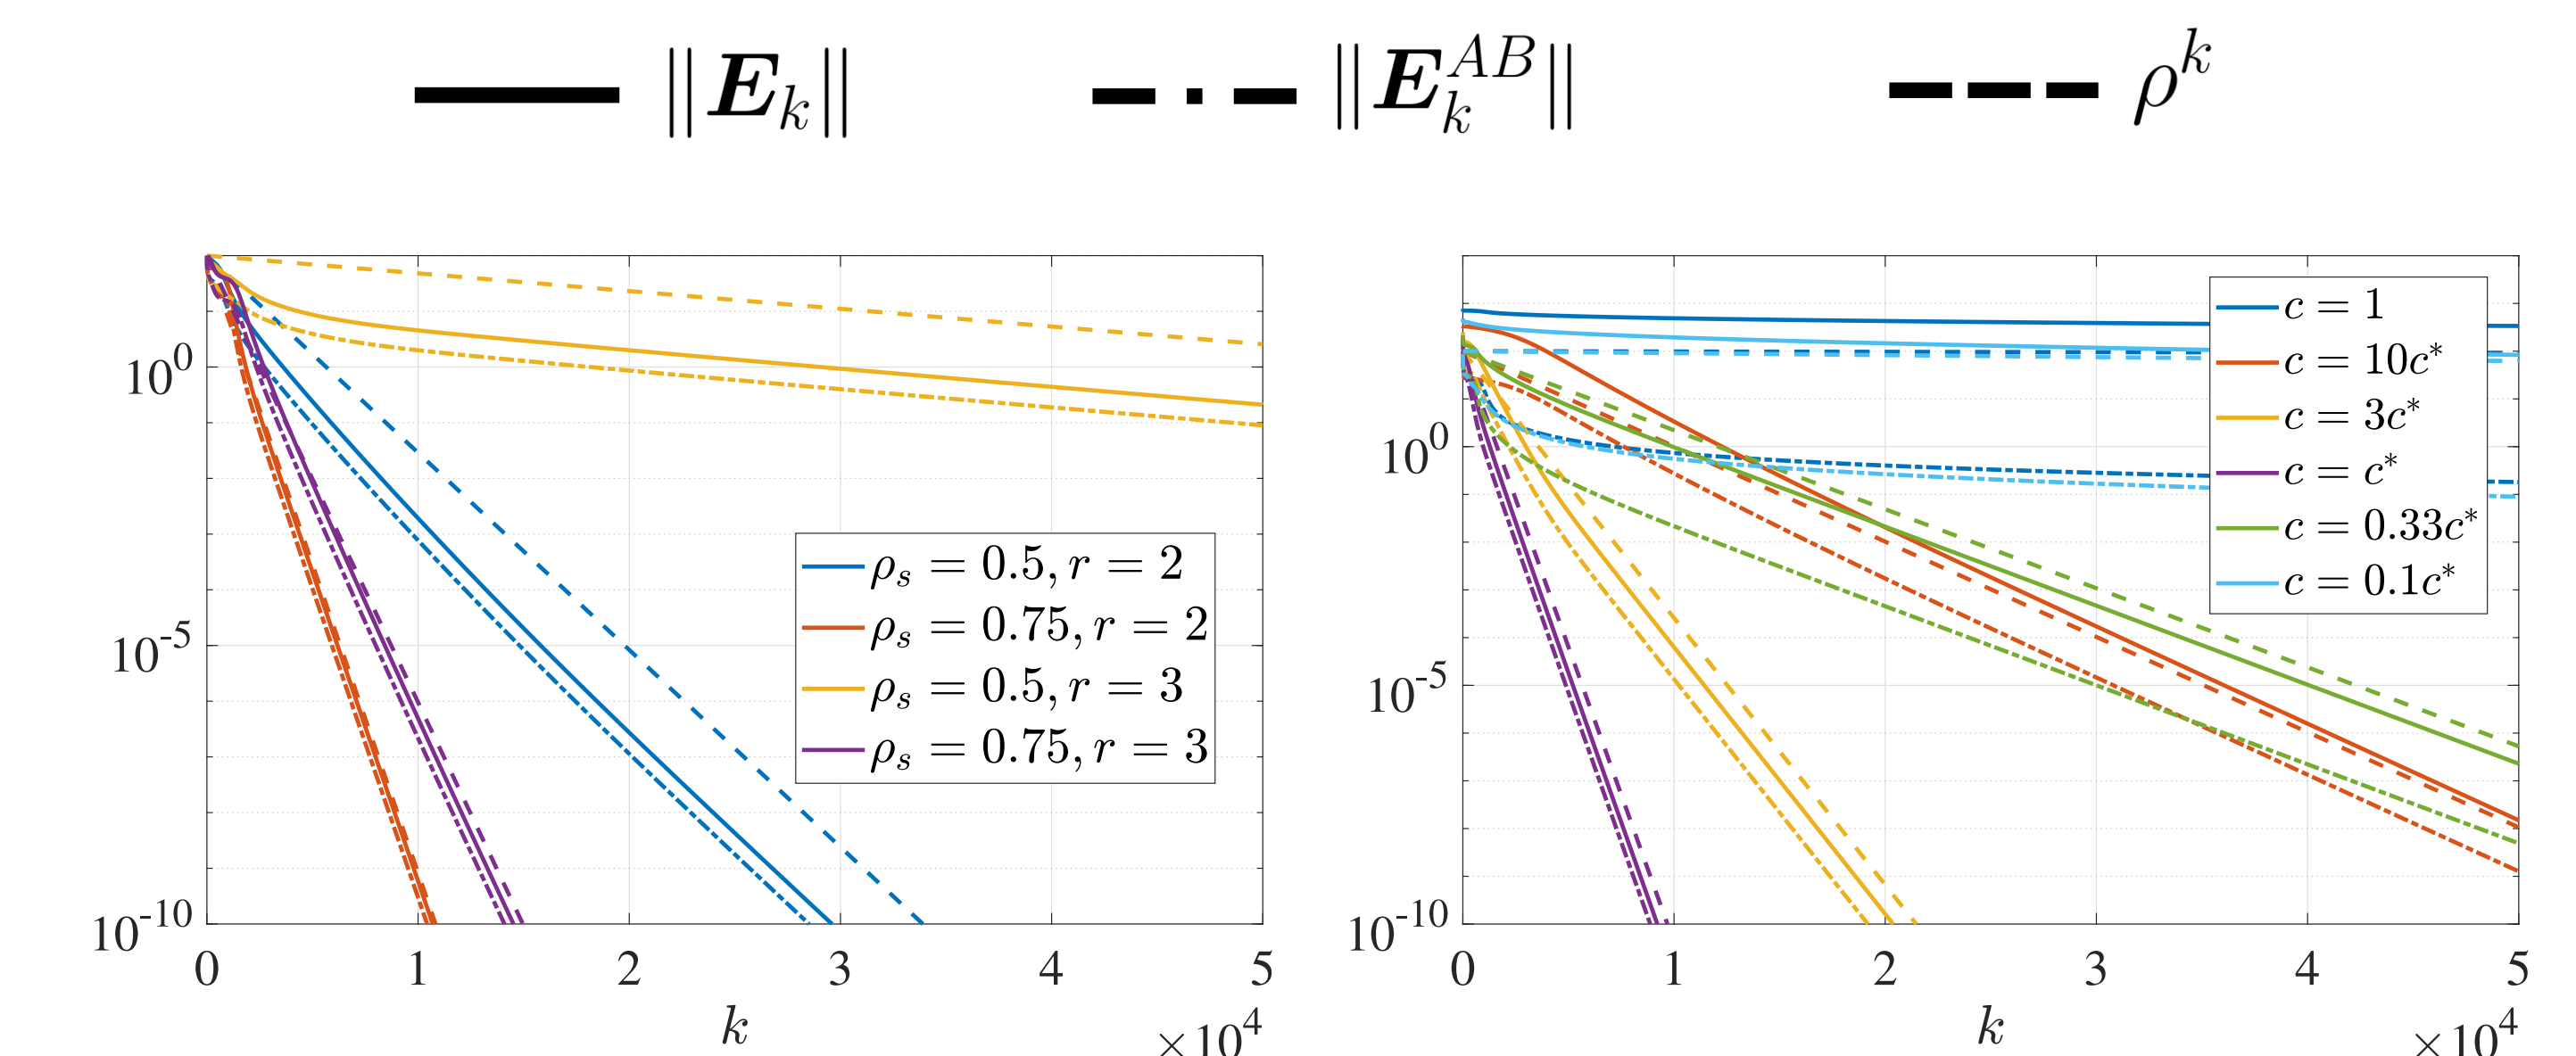 ‖E_k‖ ‖E_k^{AB}‖ ρ^k
10^0
10^-5
10^-10
0 1 2 3 4 5
k
×10^4
ρ_s = 0.5, r = 2
ρ_s = 0.75, r = 2
ρ_s = 0.5, r = 3
ρ_s = 0.75, r = 3
10^0
10^-5
10^-10
0 1 2 3 4 5
k
×10^4
c = 1
c = 10c*
c = 3c*
c = c*
c = 0.33c*
c = 0.1c*